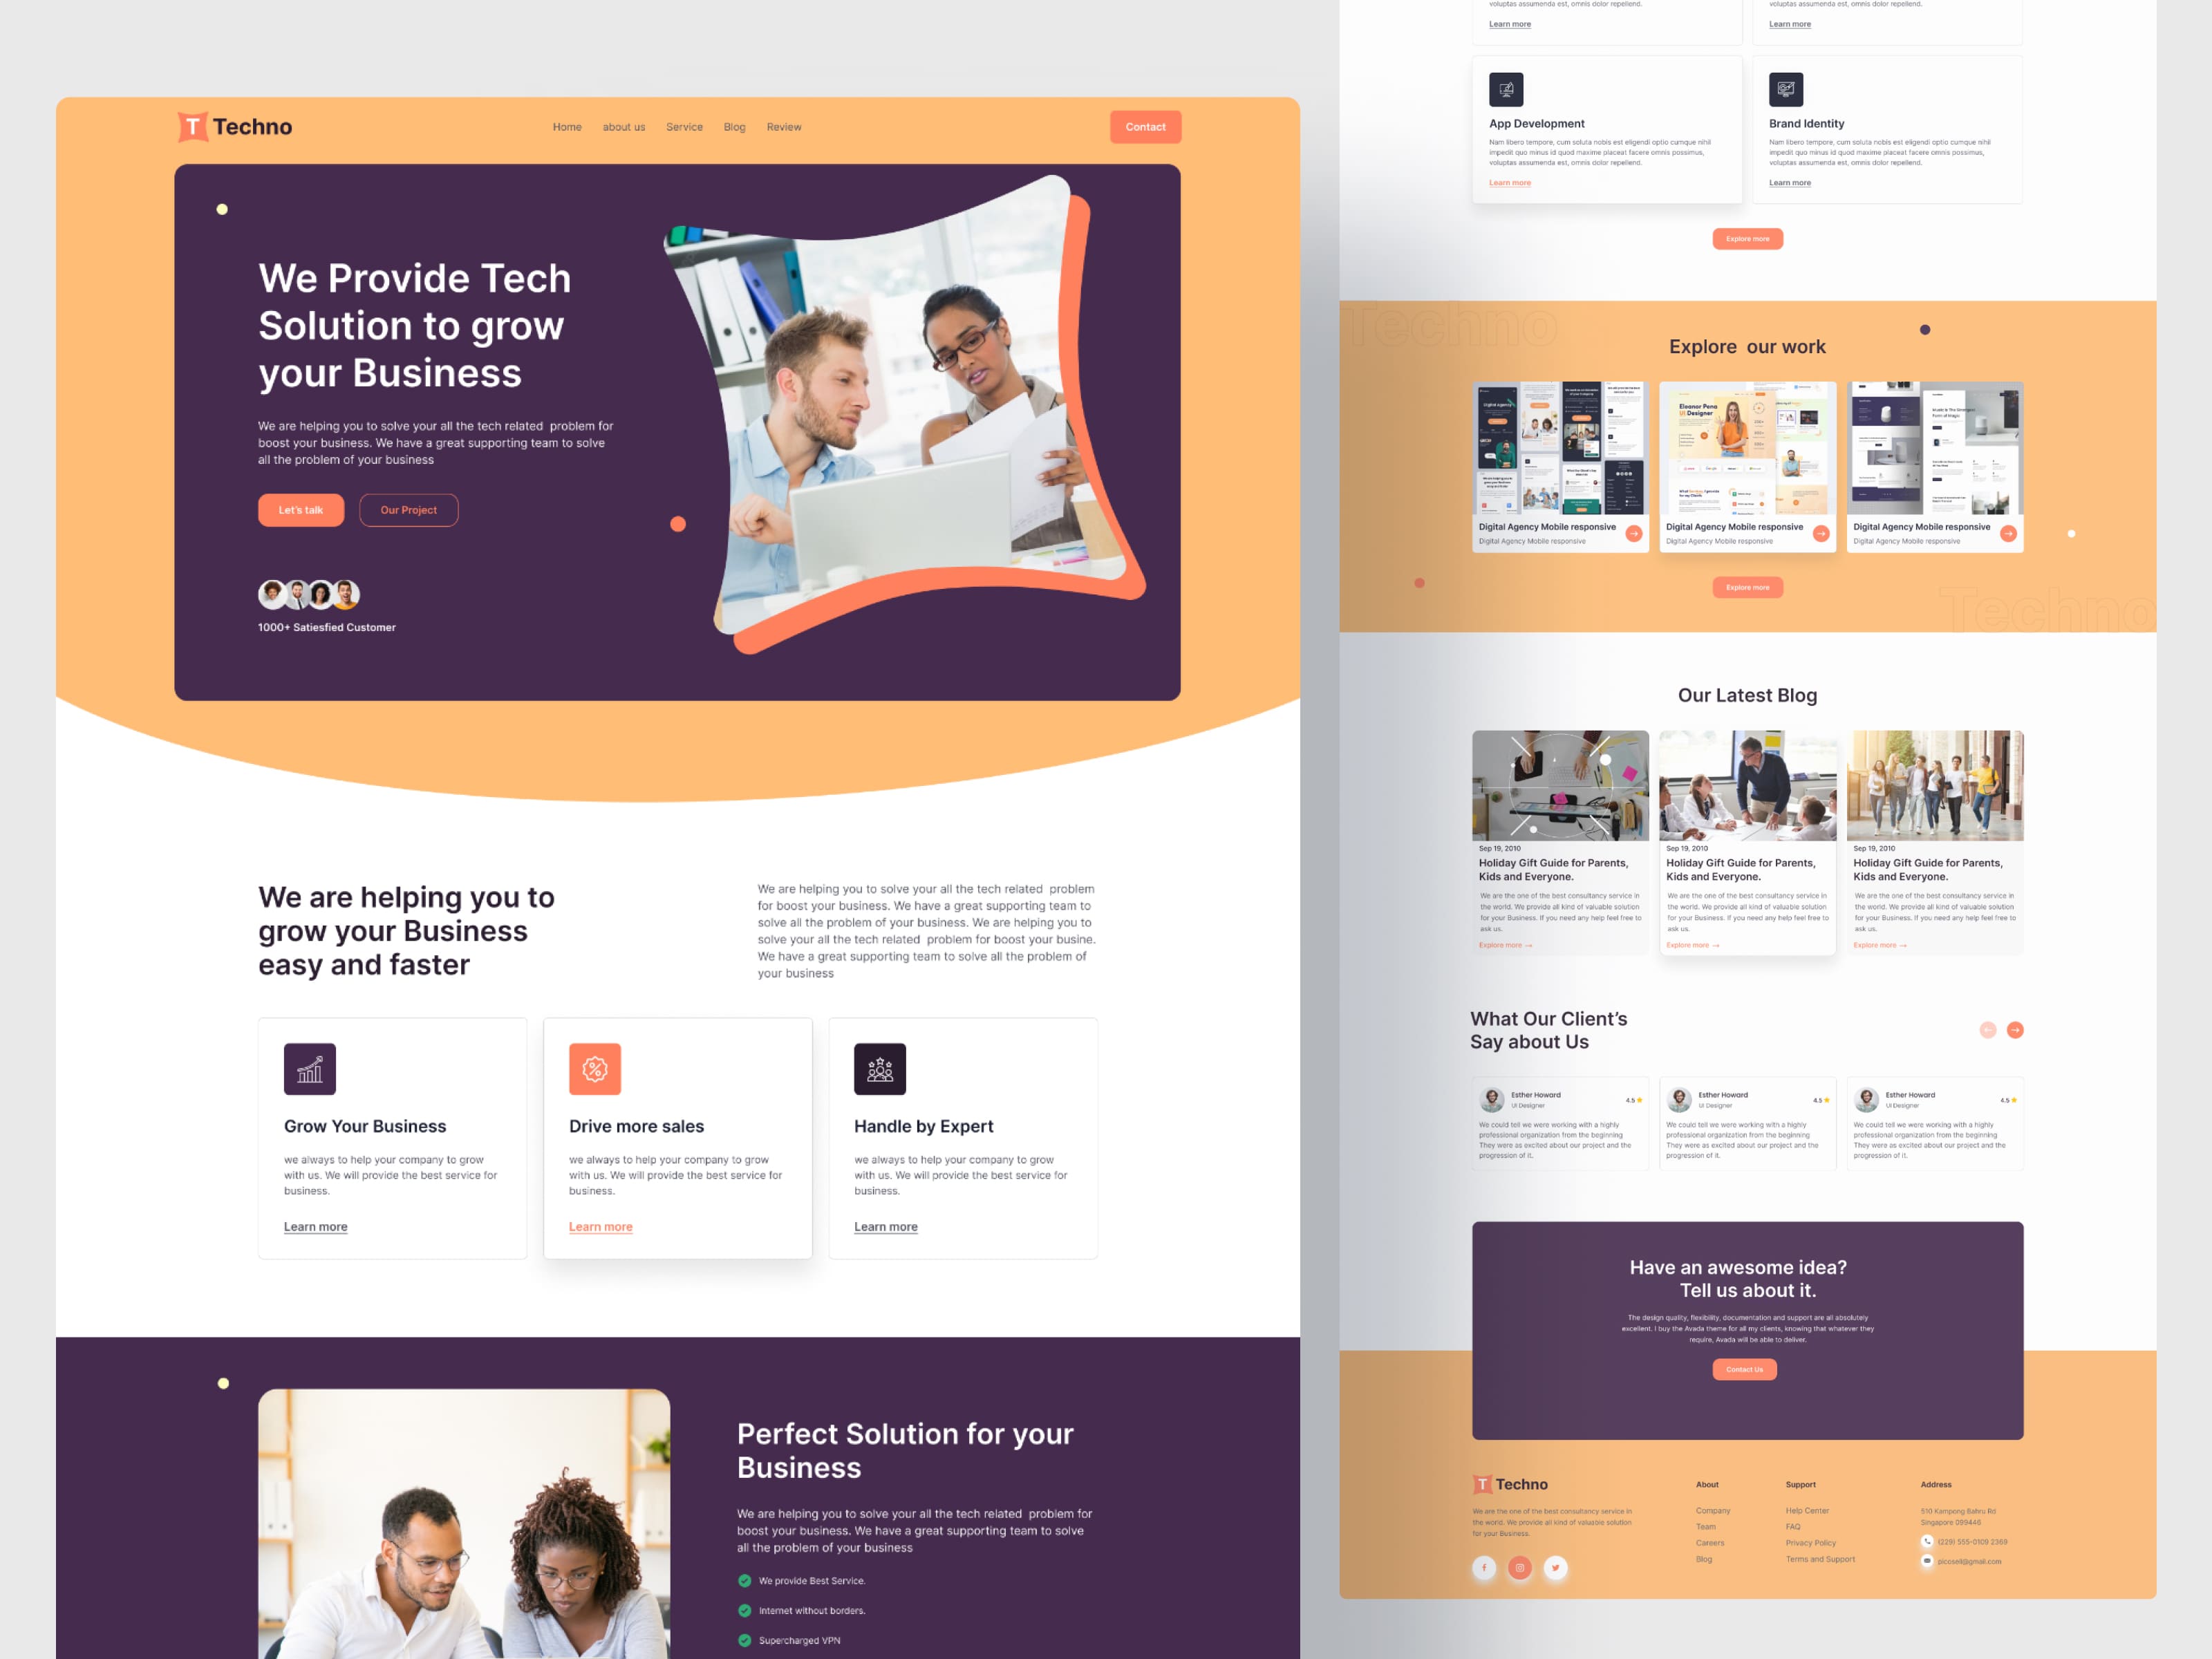 T Techno
Home
about us
Service
Blog
Review
Contact
We Provide Tech
Solution to grow
your Business
We are helping you to solve your all the tech related problem for
boost your business. We have a great supporting team to solve
all the problem of your business
Let's talk
Our Project
1000+ Satiesfied Customer
We are helping you to
grow your Business
easy and faster
We are helping you to solve your all the tech related problem
for boost your business. We have a great supporting team to
solve all the problem of your business. We are helping you to
solve your all the tech related problem for boost your busine.
We have a great supporting team to solve all the problem of
your business
Grow Your Business
we always to help your company to grow
with us. We will provide the best service for
business.
Learn more
Drive more sales
we always to help your company to grow
with us. We will provide the best service for
business.
Learn more
Handle by Expert
we always to help your company to grow
with us. We will provide the best service for
business.
Learn more
Perfect Solution for your
Business
We are helping you to solve your all the tech related problem for
boost your business. We have a great supporting team to solve
all the problem of your business
We provide Best Service.
Internet without borders.
Supercharged VPN
voluptas assumenda est, omnis dolor repellend.
Learn more
voluptas assumenda est, omnis dolor repellend.
Learn more
App Development
Nam libero tempore, cum soluta nobis est eligendi optio cumque nihil
impedit quo minus id quod maxime placeat facere omnis possimus,
voluptas assumenda est, omnis dolor repellend.
Learn more
Brand Identity
Nam libero tempore, cum soluta nobis est eligendi optio cumque nihil
impedit quo minus id quod maxime placeat facere omnis possimus,
voluptas assumenda est, omnis dolor repellend.
Learn more
Explore more
Techno
Explore our work
Digital agency
Eleanor Pena
UI Designer
Digital Agency Mobile responsive
Digital Agency Mobile responsive
Digital Agency Mobile responsive
Digital Agency Mobile responsive
Digital Agency Mobile responsive
Digital Agency Mobile responsive
Explore more
Techno
Our Latest Blog
Sep 19, 2010
Holiday Gift Guide for Parents,
Kids and Everyone.
We are the one of the best consultancy service in
the world. We provide all kind of valuable solution
for your Business. If you need any help feel free to
ask us.
Explore more →
Sep 19, 2010
Holiday Gift Guide for Parents,
Kids and Everyone.
We are the one of the best consultancy service in
the world. We provide all kind of valuable solution
for your Business. If you need any help feel free to
ask us.
Explore more →
Sep 19, 2010
Holiday Gift Guide for Parents,
Kids and Everyone.
We are the one of the best consultancy service in
the world. We provide all kind of valuable solution
for your Business. If you need any help feel free to
ask us.
Explore more →
What Our Client's
Say about Us
Esther Howard
UI Designer
4.5
We could tell we were working with a highly
professional organization from the beginning
They were as excited about our project and the
progression of it.
Esther Howard
UI Designer
4.5
We could tell we were working with a highly
professional organization from the beginning
They were as excited about our project and the
progression of it.
Esther Howard
UI Designer
4.5
We could tell we were working with a highly
professional organization from the beginning
They were as excited about our project and the
progression of it.
Have an awesome idea?
Tell us about it.
The design quality, flexibility, documentation and support are all absolutely
excellent. I buy the Avada theme for all my clients, knowing that whatever they
require, Avada will be able to deliver.
Contact Us
T Techno
We are the one of the best consultancy service in
the world. We provide all kind of valuable solution
for your Business.
About
Company
Team
Careers
Blog
Support
Help Center
FAQ
Privacy Policy
Terms and Support
Address
510 Kampong Bahru Rd
Singapore 099446
(229) 555-0109 2369
picoseli@gmail.com